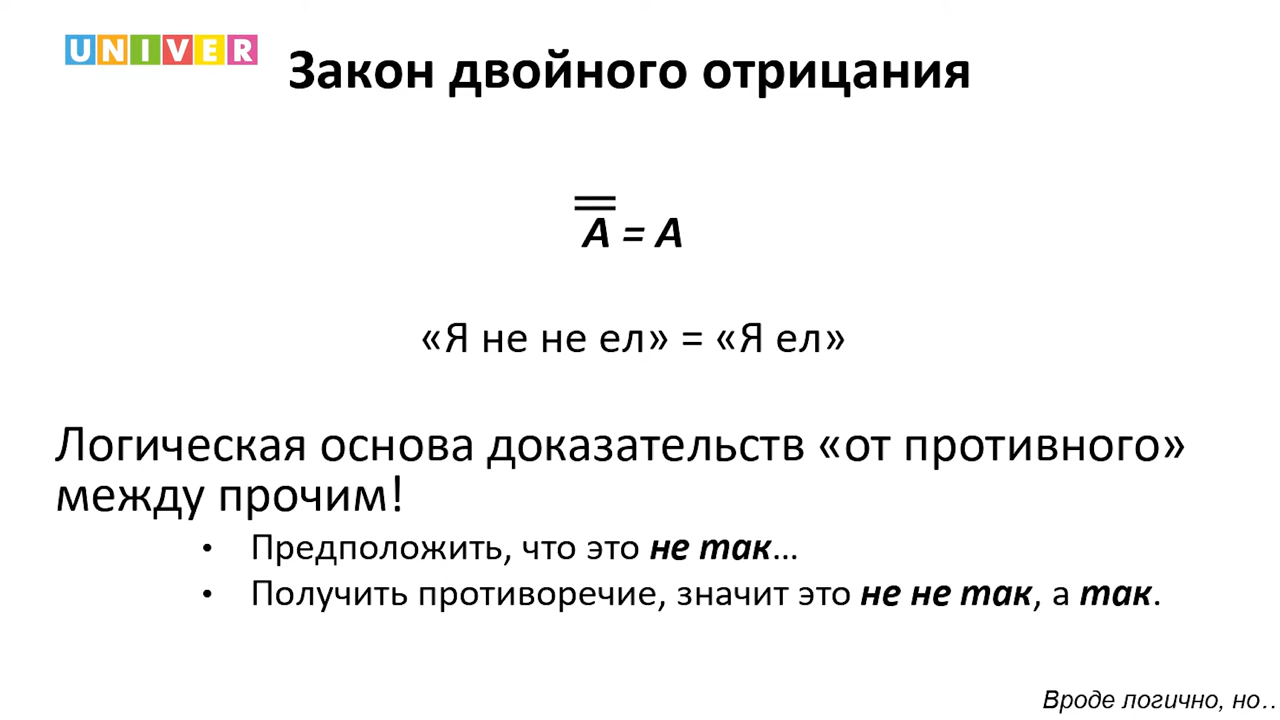 UNIVER
Закон двойного отрицания
A̿ = A
«Я не не ел» = «Я ел»
Логическая основа доказательств «от противного»
между прочим!
• Предположить, что это не так…
• Получить противоречие, значит это не не так, а так.
Вроде логично, но..